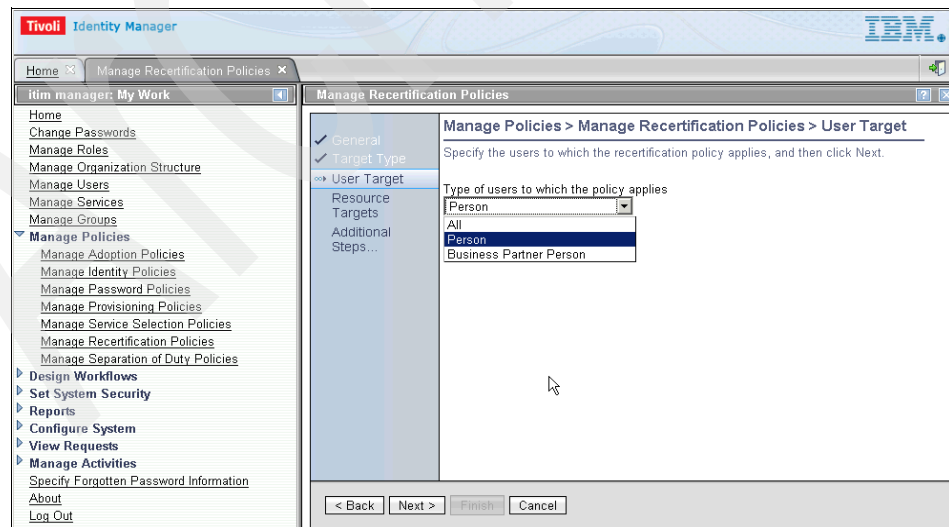 Tivoli Identity Manager
IBM.
Home
Manage Recertification Policies
itim manager: My Work
Home
Change Passwords
Manage Roles
Manage Organization Structure
Manage Users
Manage Services
Manage Groups
Manage Policies
Manage Adoption Policies
Manage Identity Policies
Manage Password Policies
Manage Provisioning Policies
Manage Service Selection Policies
Manage Recertification Policies
Manage Separation of Duty Policies
Design Workflows
Set System Security
Reports
Configure System
View Requests
Manage Activities
Specify Forgotten Password Information
About
Log Out
Manage Recertification Policies
General
Target Type
User Target
Resource
Targets
Additional
Steps...
Manage Policies > Manage Recertification Policies > User Target
Specify the users to which the recertification policy applies, and then click Next.
Type of users to which the policy applies
Person
All
Person
Business Partner Person
< Back Next > Finish Cancel